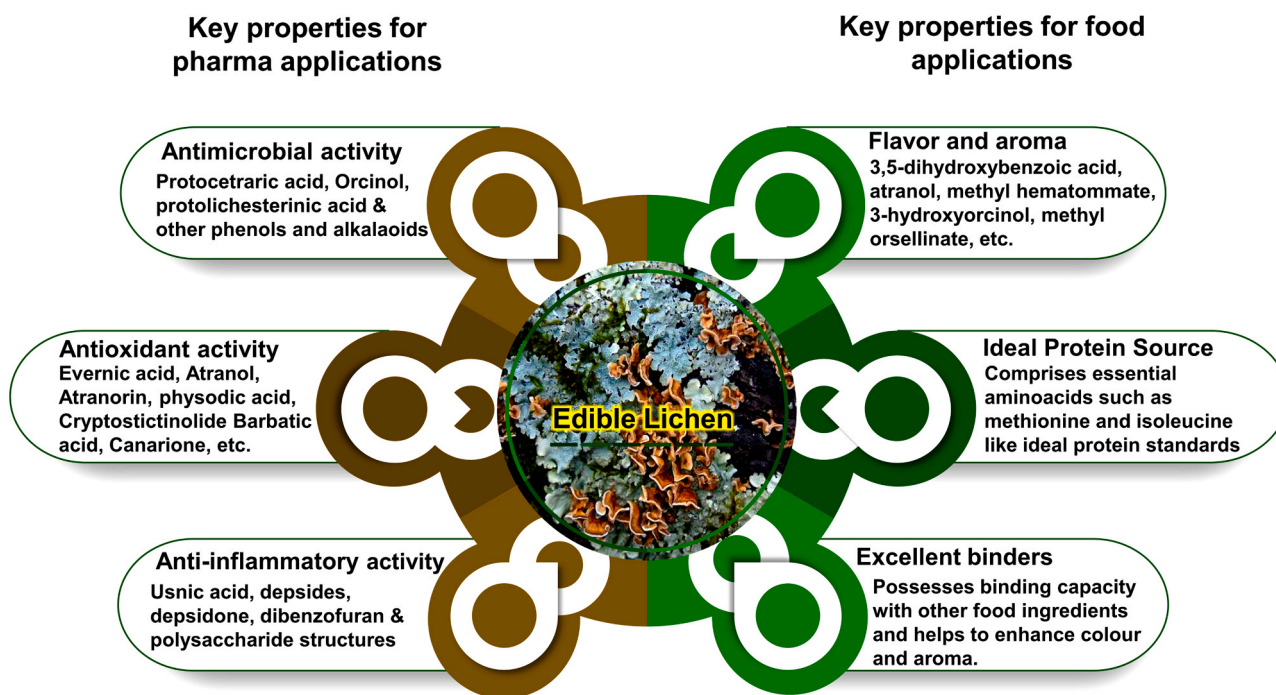 Key properties for
pharma applications
Key properties for food
applications
Antimicrobial activity
Protocetraric acid, Orcinol,
protolichesterinic acid &
other phenols and alkalaoids
Antioxidant activity
Evernic acid, Atranol,
Atranorin, physodic acid,
Cryptostictinolide Barbatic
acid, Canarione, etc.
Anti-inflammatory activity
Usnic acid, depsides,
depsidone, dibenzofuran &
polysaccharide structures
Edible Lichen
Flavor and aroma
3,5-dihydroxybenzoic acid,
atranol, methyl hematommate,
3-hydroxyorcinol, methyl
orsellinate, etc.
Ideal Protein Source
Comprises essential
aminoacids such as
methionine and isoleucine
like ideal protein standards
Excellent binders
Possesses binding capacity
with other food ingredients
and helps to enhance colour
and aroma.